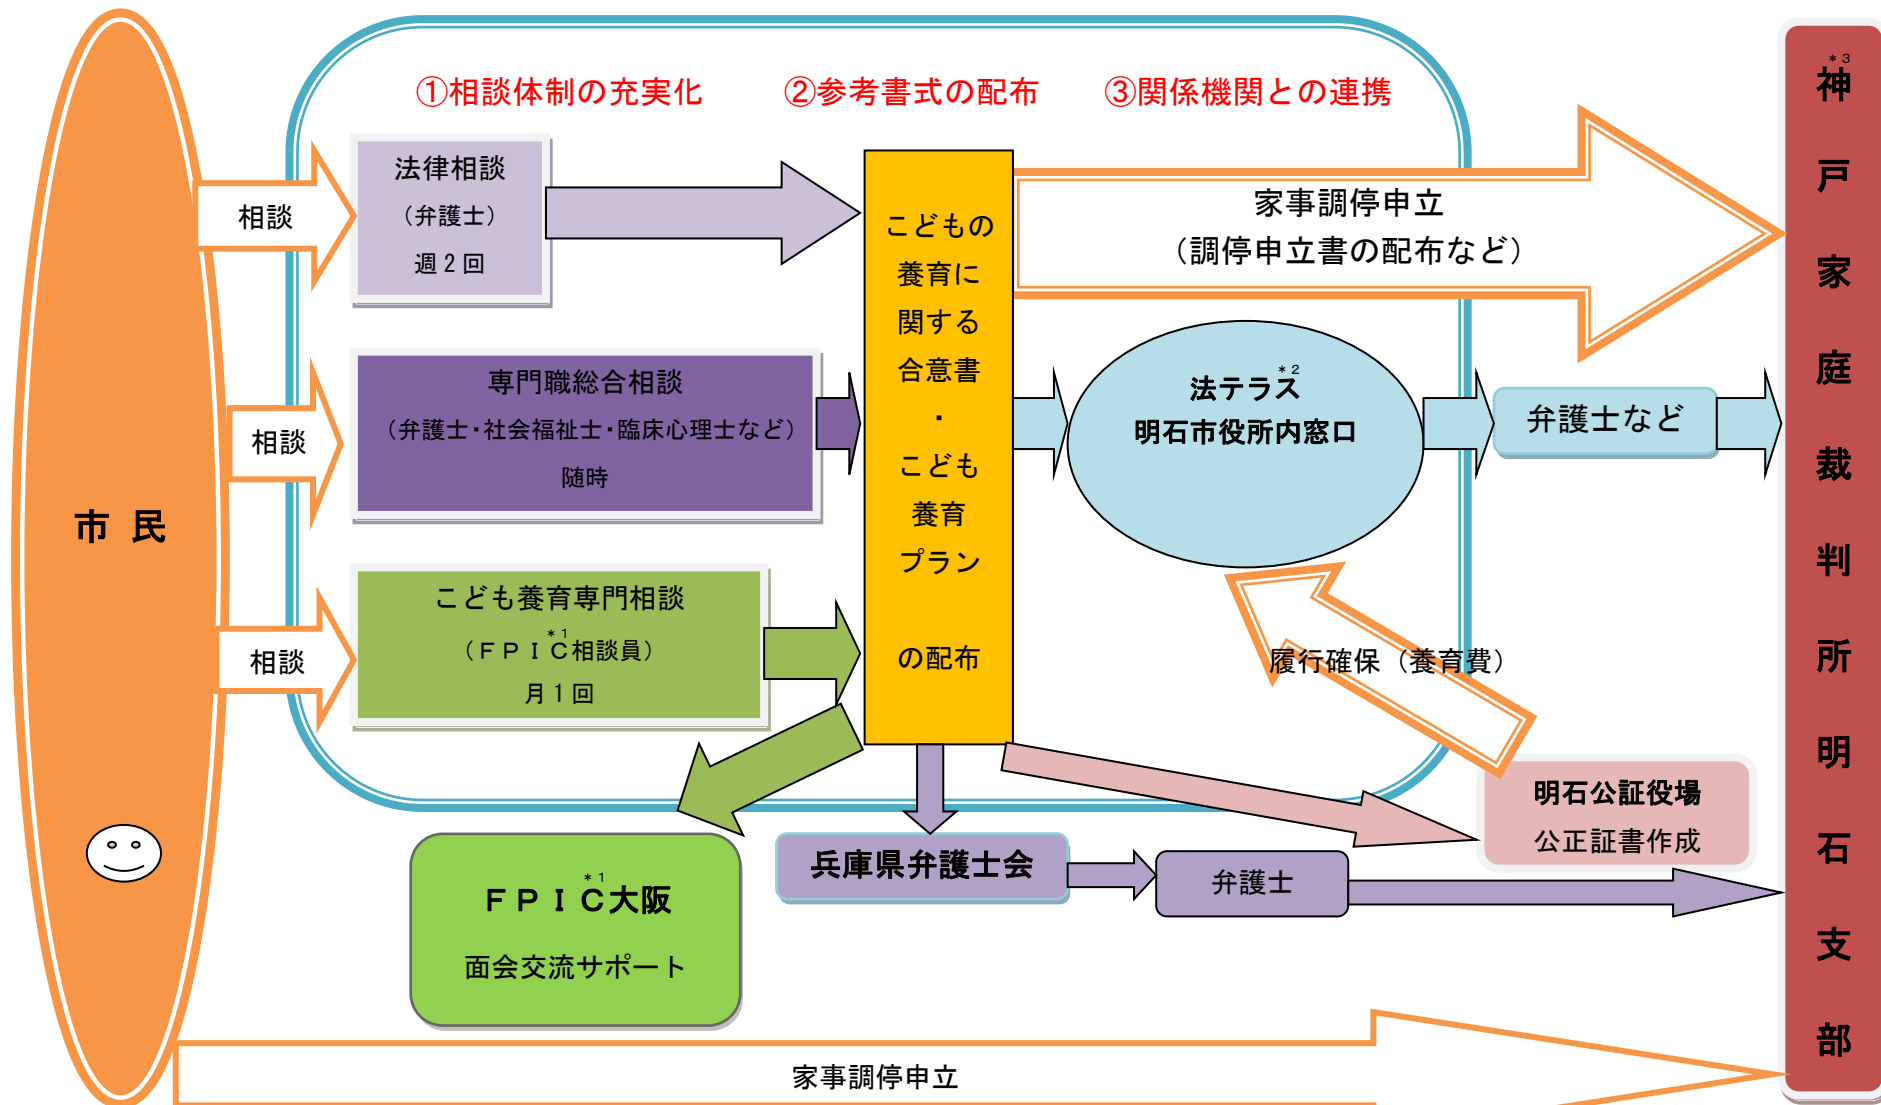 ①相談体制の充実化
②参考書式の配布
③関係機関との連携
市 民
相談
法律相談
（弁護士）
週２回
相談
専門職総合相談
（弁護士・社会福祉士・臨床心理士など）
随時
相談
こども養育専門相談
（ＦＰＩＣ*1相談員）
月１回
こどもの
養育に
関する
合意書
・
こども
養育
プラン
の配布
家事調停申立
（調停申立書の配布など）
法テラス*2
明石市役所内窓口
弁護士など
履行確保（養育費）
明石公証役場
公正証書作成
ＦＰＩＣ*1大阪
面会交流サポート
兵庫県弁護士会
弁護士
家事調停申立
神*3戸家庭裁判所明石支部